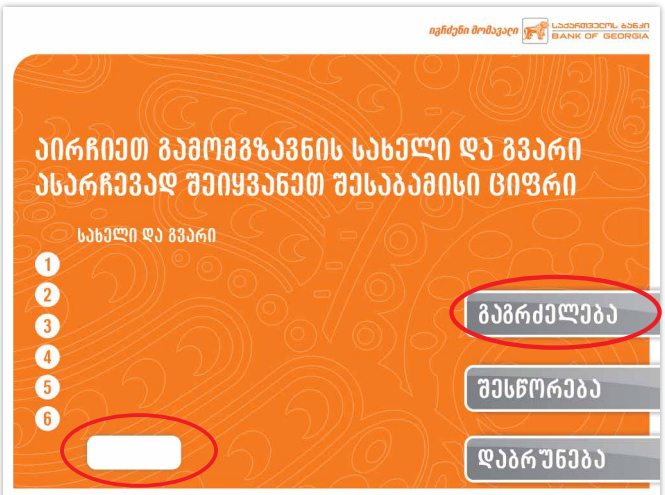 იგრძენი მომავალი
საქართველოს ბანკი
BANK OF GEORGIA
აირჩიეთ გამომგზავნის სახელი და გვარი
ასარჩევად შეიყვანეთ შესაბამისი ციფრი
სახელი და გვარი
1
2
3
4
5
6
გაგრძელება
შესწორება
დაბრუნება